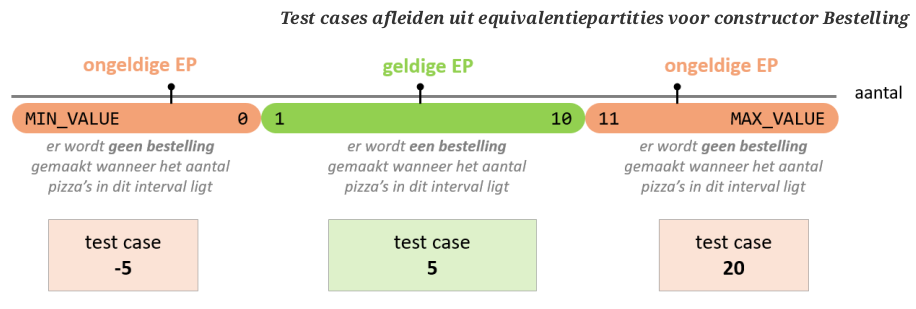 Test cases afleiden uit equivalentiepartities voor constructor Bestelling
ongeldige EP
geldige EP
ongeldige EP
aantal
MIN_VALUE 0
1 10
11 MAX_VALUE
er wordt geen bestelling
gemaakt wanneer het aantal
pizza's in dit interval ligt
er wordt een bestelling
gemaakt wanneer het aantal
pizza's in dit interval ligt
er wordt geen bestelling
gemaakt wanneer het aantal
pizza's in dit interval ligt
test case
-5
test case
5
test case
20